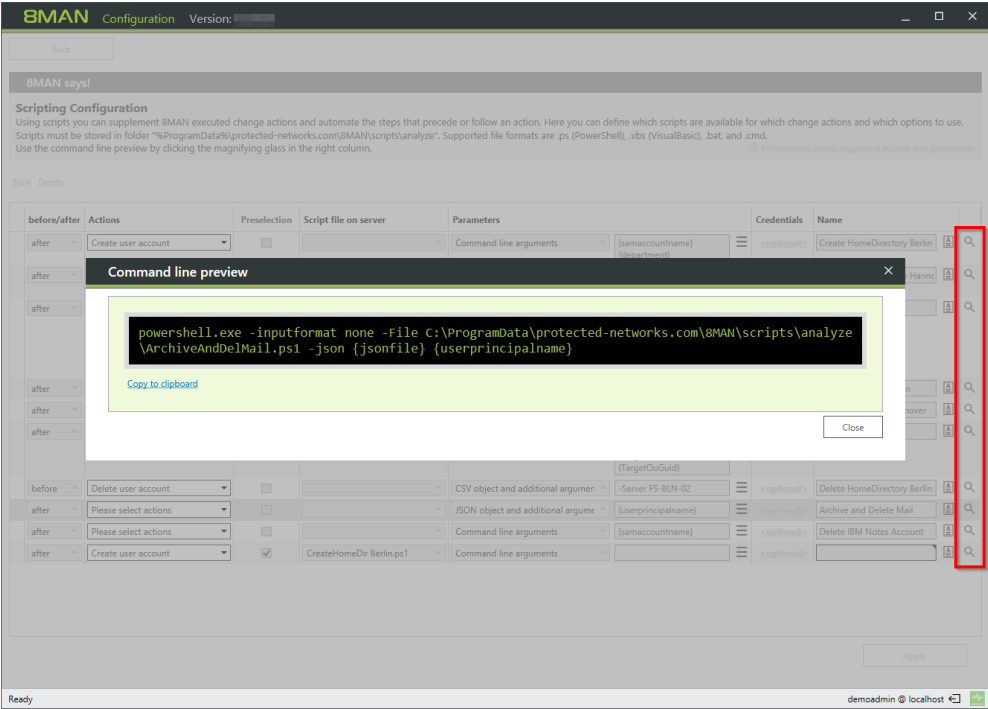 8MAN Configuration Version:
Back
8MAN says!
Scripting Configuration
Using scripts you can supplement 8MAN executed change actions and automate the steps that precede or follow an action. Here you can define which scripts are available for which change actions and which options to use.
Scripts must be stored in folder "%ProgramData%\protected-networks.com\8MAN\scripts\analyze". Supported file formats are .ps (PowerShell), .vbs (VisualBasic), .bat, and .cmd.
Use the command line preview by clicking the magnifying glass in the right column.
Informations about supported actions and parameters
New Delete
before/after Actions Preselection Script file on server Parameters Credentials Name
after Create user account Command line arguments {samaccountname} <optional> Create HomeDirectory Berlin
{department}
Command line preview
after Hannc
after
powershell.exe -inputformat none -File C:\ProgramData\protected-networks.com\8MAN\scripts\analyze
\ArchiveAndDelMail.ps1 -json {jsonfile} {userprincipalname}
Copy to clipboard
after n
after nover
after
Close
{TargetOuGuid}
before Delete user account CSV object and additional argumen -Server FS-BLN-02 <optional> Delete HomeDirectory Berlin
after Please select actions JSON object and additional argume {userprincipalname} <optional> Archive and Delete Mail
after Please select actions Command line arguments {samaccountname} <optional> Delete IBM Notes Account
after Create user account CreateHomeDir Berlin.ps1 Command line arguments <optional>
Apply
Ready demoadmin @ localhost